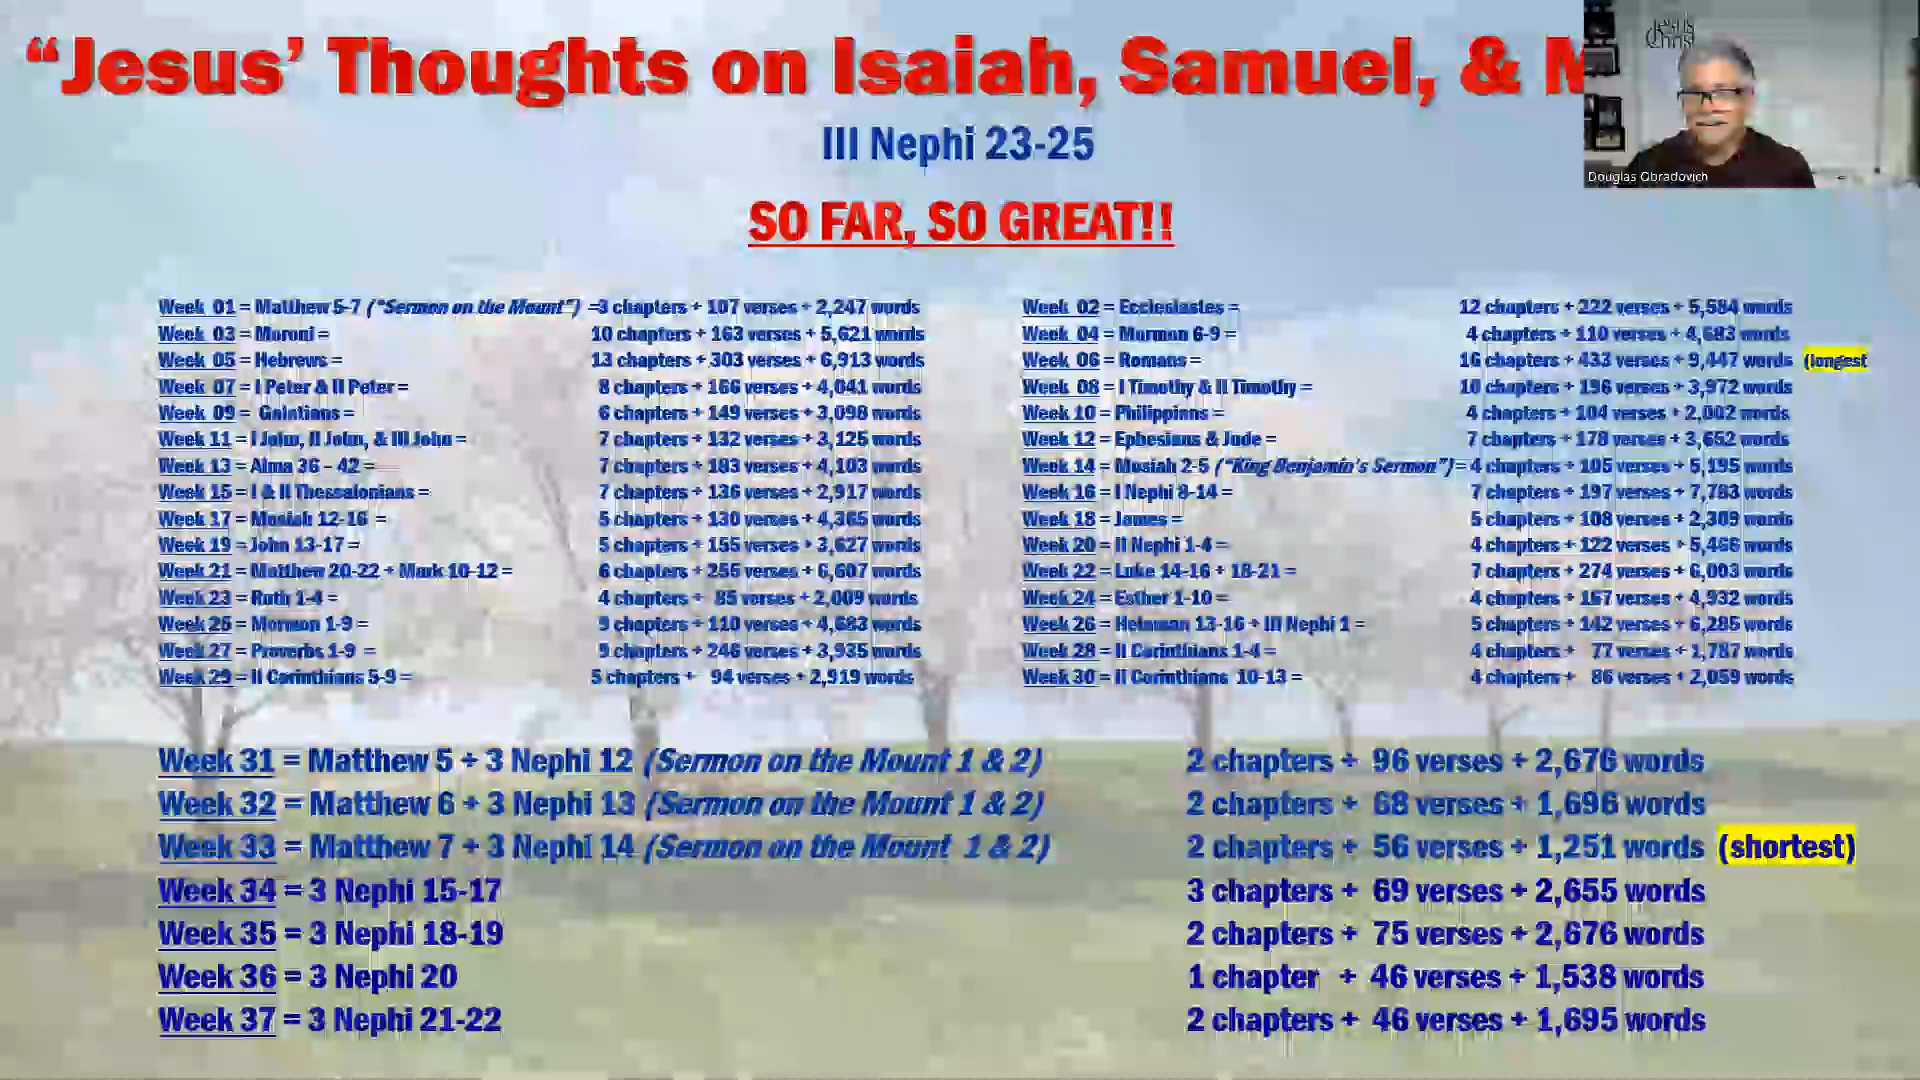 “Jesus’ Thoughts on Isaiah, Samuel, & M
Jesus
Christ
Douglas Obradovich
III Nephi 23-25
SO FAR, SO GREAT!!
Week 01 = Matthew 5-7 (“Sermon on the Mount”) =3 chapters + 107 verses + 2,247 words
Week 02 = Ecclesiastes = 12 chapters + 222 verses + 5,584 words
Week 03 = Moroni = 10 chapters + 163 verses + 5,621 words
Week 04 = Mormon 6-9 = 4 chapters + 110 verses + 4,683 words
Week 05 = Hebrews = 13 chapters + 303 verses + 6,913 words
Week 06 = Romans = 16 chapters + 433 verses + 9,447 words (longest
Week 07 = I Peter & II Peter = 8 chapters + 166 verses + 4,041 words
Week 08 = I Timothy & II Timothy = 10 chapters + 196 verses + 3,972 words
Week 09 = Galatians = 6 chapters + 149 verses + 3,098 words
Week 10 = Philippians = 4 chapters + 104 verses + 2,002 words
Week 11 = I John, II John, & III John = 7 chapters + 132 verses + 3,125 words
Week 12 = Ephesians & Jude = 7 chapters + 178 verses + 3,652 words
Week 13 = Alma 36 - 42 = 7 chapters + 183 verses + 4,103 words
Week 14 = Mosiah 2-5 (“King Benjamin’s Sermon”) = 4 chapters + 105 verses + 5,195 words
Week 15 = I & II Thessalonians = 7 chapters + 136 verses + 2,917 words
Week 16 = I Nephi 8-14 = 7 chapters + 197 verses + 7,783 words
Week 17 = Mosiah 12-16 = 5 chapters + 130 verses + 4,365 words
Week 18 = James = 5 chapters + 108 verses + 2,309 words
Week 19 = John 13-17 = 5 chapters + 155 verses + 3,627 words
Week 20 = II Nephi 1-4 = 4 chapters + 122 verses + 5,466 words
Week 21 = Matthew 20-22 + Mark 10-12 = 6 chapters + 256 verses + 6,607 words
Week 22 = Luke 14-16 + 18-21 = 7 chapters + 274 verses + 6,003 words
Week 23 = Ruth 1-4 = 4 chapters + 85 verses + 2,009 words
Week 24 = Esther 1-10 = 4 chapters + 167 verses + 4,932 words
Week 25 = Mormon 1-9 = 9 chapters + 110 verses + 4,683 words
Week 26 = Helaman 13-16 + III Nephi 1 = 5 chapters + 142 verses + 6,285 words
Week 27 = Proverbs 1-9 = 9 chapters + 246 verses + 3,935 words
Week 28 = II Corinthians 1-4 = 4 chapters + 77 verses + 1,787 words
Week 29 = II Corinthians 5-9 = 5 chapters + 94 verses + 2,919 words
Week 30 = II Corinthians 10-13 = 4 chapters + 86 verses + 2,059 words
Week 31 = Matthew 5 + 3 Nephi 12 (Sermon on the Mount 1 & 2) 2 chapters + 96 verses + 2,676 words
Week 32 = Matthew 6 + 3 Nephi 13 (Sermon on the Mount 1 & 2) 2 chapters + 68 verses + 1,696 words
Week 33 = Matthew 7 + 3 Nephi 14 (Sermon on the Mount 1 & 2) 2 chapters + 56 verses + 1,251 words (shortest)
Week 34 = 3 Nephi 15-17 3 chapters + 69 verses + 2,655 words
Week 35 = 3 Nephi 18-19 2 chapters + 75 verses + 2,676 words
Week 36 = 3 Nephi 20 1 chapter + 46 verses + 1,538 words
Week 37 = 3 Nephi 21-22 2 chapters + 46 verses + 1,695 words